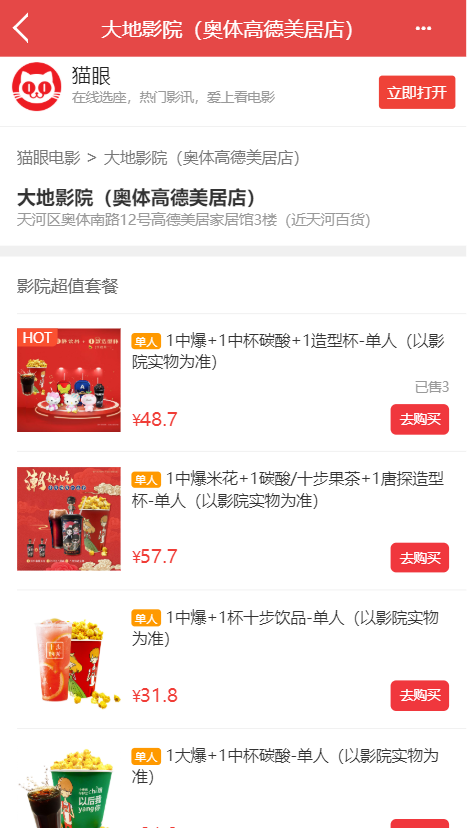 大地影院（奥体高德美居店）
猫眼
在线选座，热门影讯，爱上看电影
立即打开
猫眼电影 > 大地影院（奥体高德美居店）
大地影院（奥体高德美居店）
天河区奥体南路12号高德美居家居馆3楼（近天河百货）
影院超值套餐
HOT
单人 1中爆+1中杯碳酸+1造型杯-单人（以影
院实物为准）
已售3
¥48.7
去购买
潮好吃
单人 1中爆米花+1碳酸/十步果茶+1唐探造型
杯-单人（以影院实物为准）
¥57.7
去购买
单人 1中爆+1杯十步饮品-单人（以影院实物
为准）
¥31.8
去购买
单人 1大爆+1中杯碳酸-单人（以影院实物为
准）
以后我